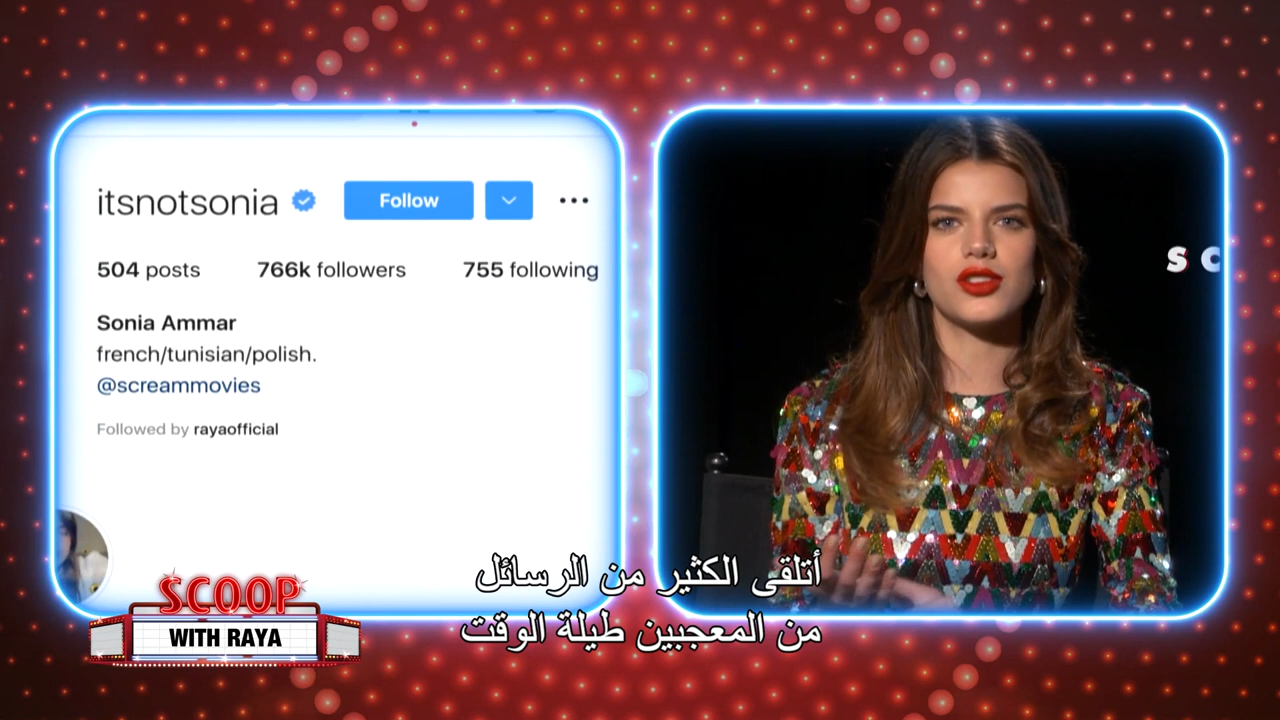 itsnotsonia
Follow
504 posts 766k followers 755 following
Sonia Ammar
french/tunisian/polish.
@screammovies
Followed by rayaofficial
S C
أتلقى الكثير من الرسائل
من المعجبين طيلة الوقت
SCOOP
WITH RAYA